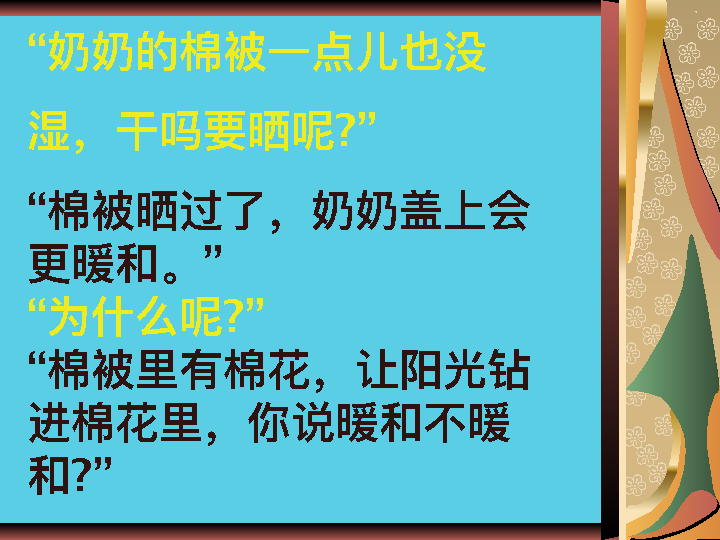 “奶奶的棉被一点儿也没
湿，干吗要晒呢?”
“棉被晒过了，奶奶盖上会
更暖和。”
“为什么呢?”
“棉被里有棉花，让阳光钻
进棉花里，你说暖和不暖
和?”